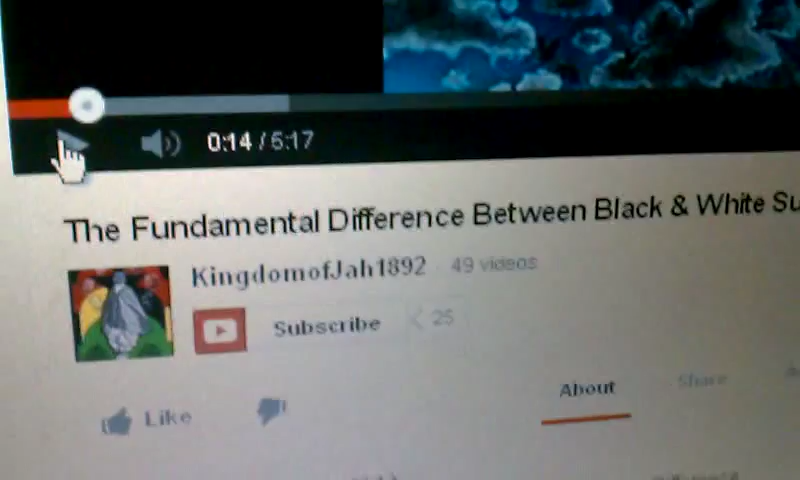 0:14 / 5:17
The Fundamental Difference Between Black & White Su
KingdomofJah1892 · 49 videos
Subscribe 25
Like
About Share